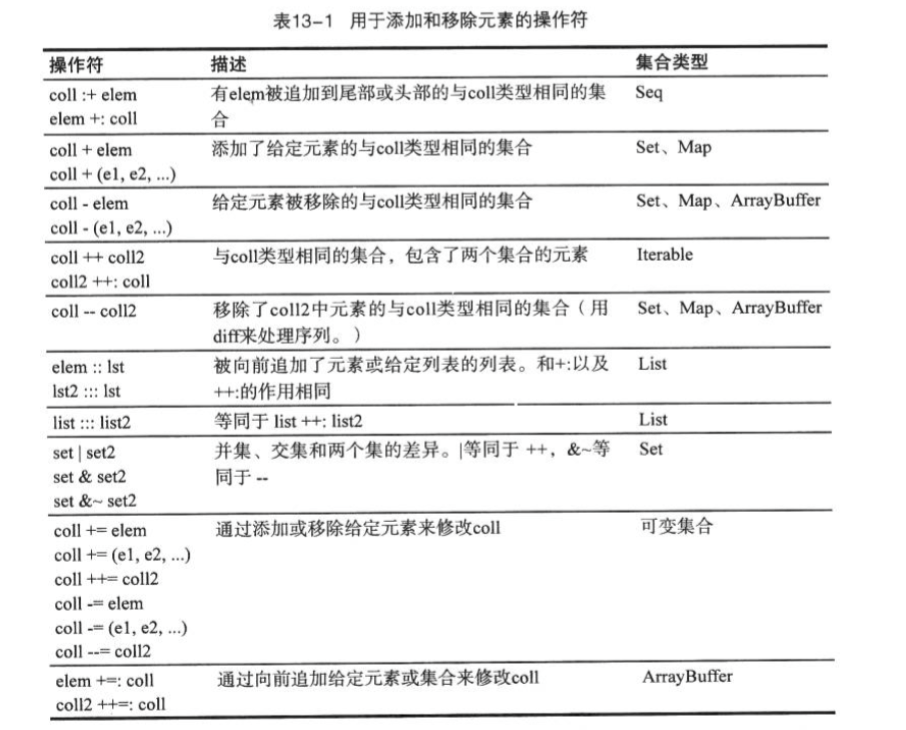 表13-1 用于添加和移除元素的操作符
操作符 描述 集合类型
coll :+ elem 有elem被追加到尾部或头部的与coll类型相同的集 Seq
elem +: coll 合
coll + elem 添加了给定元素的与coll类型相同的集合 Set、Map
coll + (e1, e2, ...)
coll - elem 给定元素被移除的与coll类型相同的集合 Set、Map、ArrayBuffer
coll - (e1, e2, ...)
coll ++ coll2 与coll类型相同的集合，包含了两个集合的元素 Iterable
coll2 ++: coll
coll -- coll2 移除了coll2中元素的与coll类型相同的集合（用 Set、Map、ArrayBuffer
diff来处理序列。）
elem :: lst 被向前追加了元素或给定列表的列表。和+:以及 List
lst2 ::: lst ++:的作用相同
list ::: list2 等同于 list ++: list2 List
set | set2 并集、交集和两个集的差异。|等同于 ++，&~等 Set
set & set2 同于 --
set &~ set2
coll += elem 通过添加或移除给定元素来修改coll 可变集合
coll += (e1, e2, ...)
coll ++= coll2
coll -= elem
coll -= (e1, e2, ...)
coll --= coll2
elem +=: coll 通过向前追加给定元素或集合来修改coll ArrayBuffer
coll2 ++=: coll